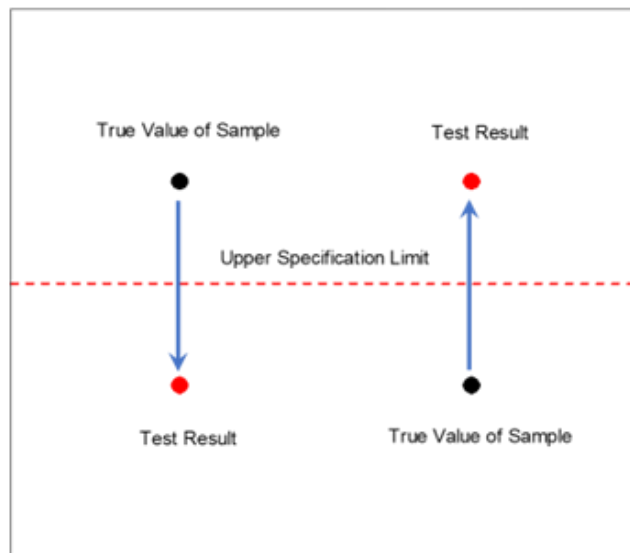 True Value of Sample
Test Result
Upper Specification Limit
Test Result
True Value of Sample